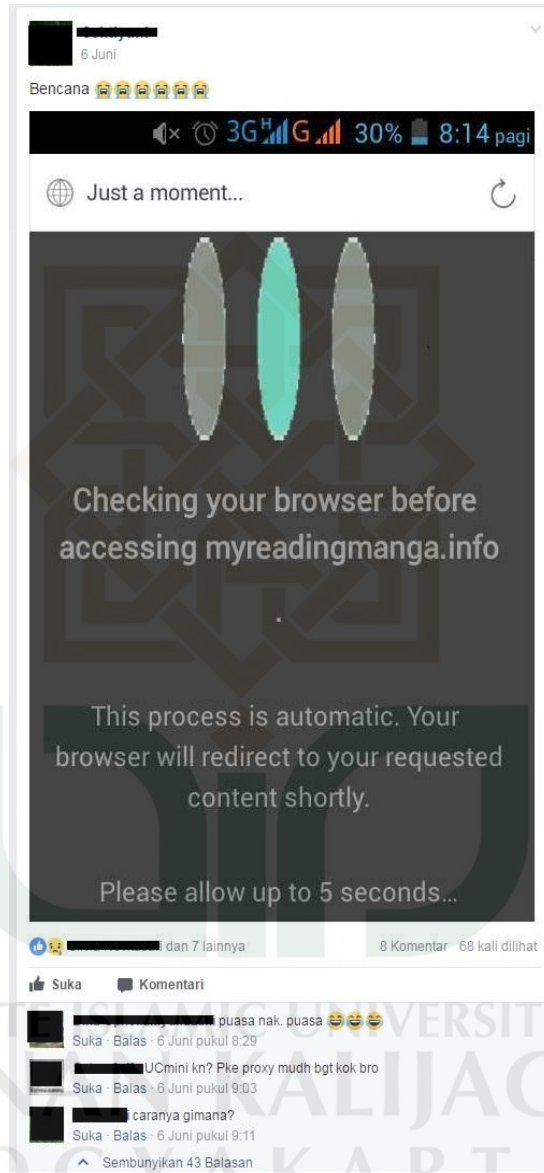 6 Juni
Bencana 😭😭😭😭😭😭
3G H G 30% 8:14 pagi
Just a moment...
Checking your browser before
accessing myreadingmanga.info
.
This process is automatic. Your
browser will redirect to your requested
content shortly.
Please allow up to 5 seconds...
dan 7 lainnya 8 Komentar 68 kali dilihat
Suka Komentari
puasa nak. puasa 😂😂😂
Suka · Balas · 6 Juni pukul 8:29
UCmini kn? Pke proxy mudh bgt kok bro
Suka · Balas · 6 Juni pukul 9:03
i caranya gimana?
Suka · Balas · 6 Juni pukul 9:11
Sembunyikan 43 Balasan
ISLAMIC UNIVERSIT
NAN KALIJAG